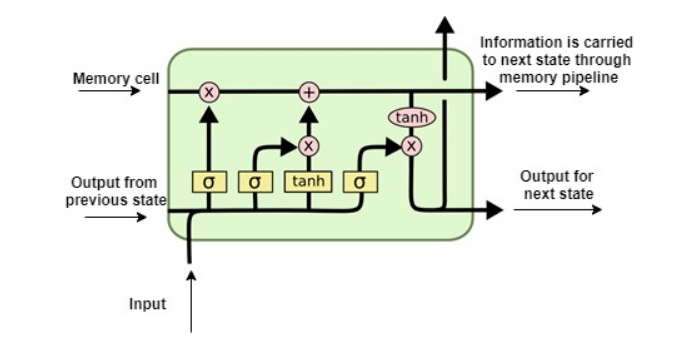 Information is carried
to next state through
memory pipeline
Memory cell
x
+
tanh
x
x
Output from
previous state
σ
σ
tanh
σ
Output for
next state
Input